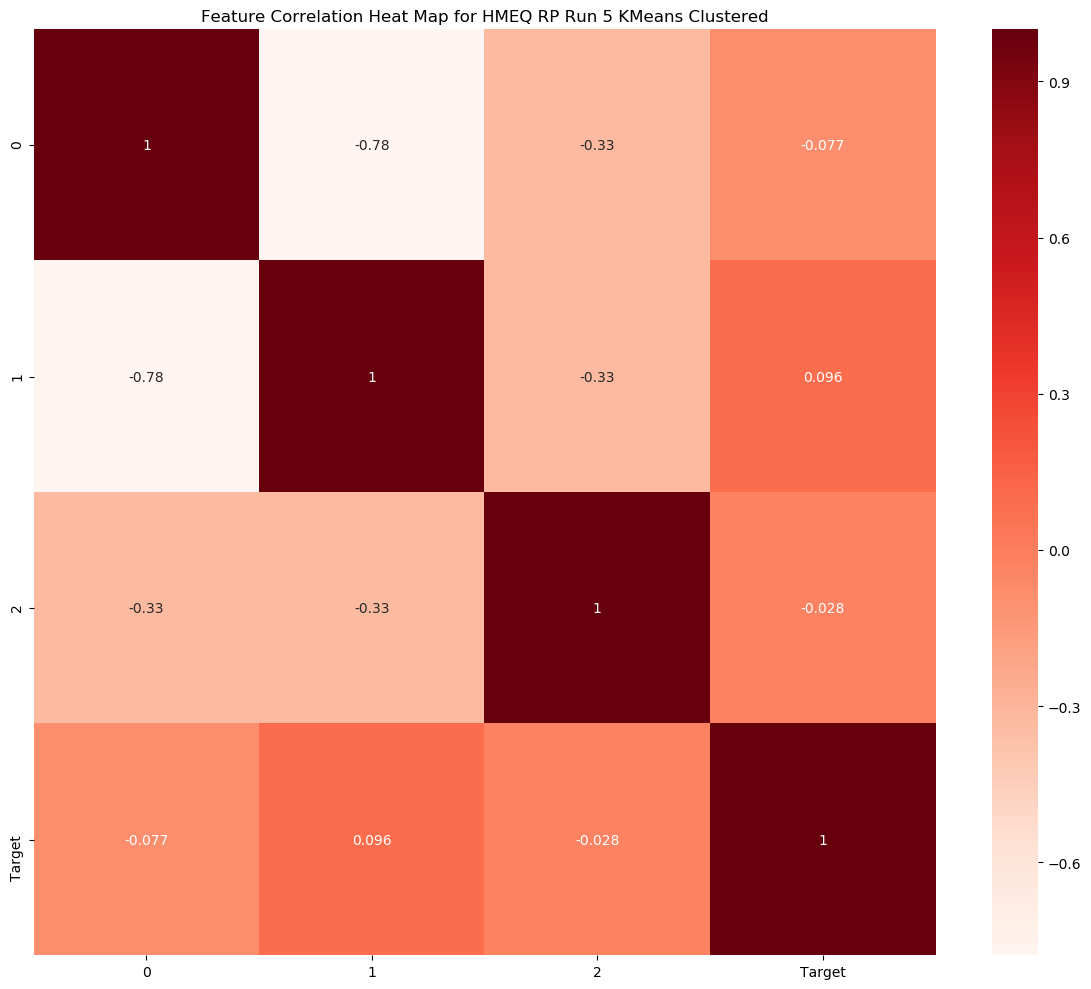 Feature Correlation Heat Map for HMEQ RP Run 5 KMeans Clustered
0 1 -0.78 -0.33 -0.077
1 -0.78 1 -0.33 0.096
2 -0.33 -0.33 1 -0.028
Target -0.077 0.096 -0.028 1
0 1 2 Target
0.9
0.6
0.3
0.0
−0.3
−0.6